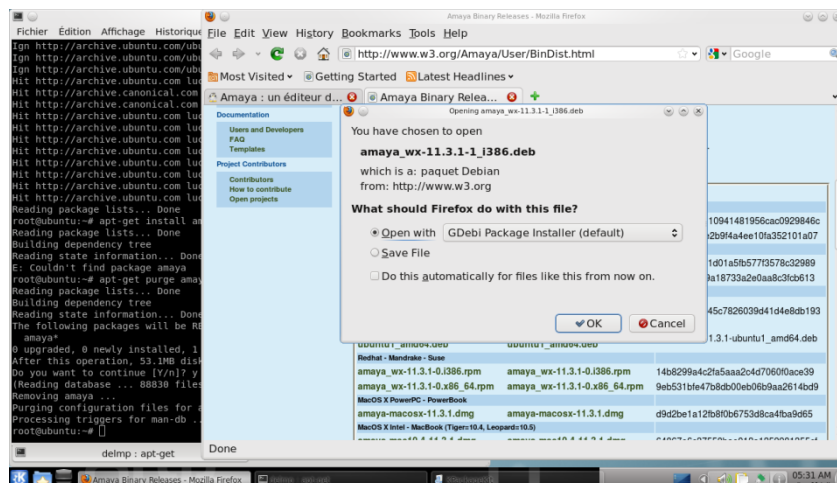 Amaya Binary Releases - Mozilla Firefox
Fichier Édition Affichage Historique
File Edit View History Bookmarks Tools Help
http://www.w3.org/Amaya/User/BinDist.html
Google
Most Visited Getting Started Latest Headlines
Amaya : un éditeur d... Amaya Binary Relea...
Ign http://archive.ubuntu.com/ubu
Ign http://archive.ubuntu.com/ubu
Ign http://archive.ubuntu.com/ubu
Hit http://archive.ubuntu.com luc
Hit http://archive.canonical.com
Hit http://archive.canonical.com
Hit http://archive.ubuntu.com luc
Hit http://archive.ubuntu.com luc
Hit http://archive.ubuntu.com luc
Hit http://archive.ubuntu.com luc
Hit http://archive.ubuntu.com luc
Hit http://archive.ubuntu.com luc
Hit http://archive.ubuntu.com luc
Hit http://archive.ubuntu.com luc
Reading package lists... Done
root@ubuntu:~# apt-get install am
Reading package lists... Done
Building dependency tree
Reading state information... Done
E: Couldn't find package amaya
root@ubuntu:~# apt-get purge amay
Reading package lists... Done
Building dependency tree
Reading state information... Done
The following packages will be RE
amaya*
0 upgraded, 0 newly installed, 1
After this operation, 53.1MB disk
Do you want to continue [Y/n]? y
(Reading database ... 88830 files
Removing amaya ...
Purging configuration files for a
Processing triggers for man-db ..
root@ubuntu:~#
delmp : apt-get
Documentation
Users and Developers
FAQ
Templates
Project Contributors
Contributors
How to contribute
Open projects
Opening amaya_wx-11.3.1-1_i386.deb
You have chosen to open
amaya_wx-11.3.1-1_i386.deb
which is a: paquet Debian
from: http://www.w3.org
What should Firefox do with this file?
Open with GDebi Package Installer (default)
Save File
Do this automatically for files like this from now on.
OK Cancel
10941481956cac0929846c
e2b9f4a4ee10fa352101a07
1d01a5fb577f3578c32989
9a18733a2e0aa8c3fcb613
45c7826039d41d4e8db193
1.3.1-ubuntu1_amd64.deb
ubuntu1_amd64.deb ubuntu1_amd64.deb
Redhat - Mandrake - Suse
amaya_wx-11.3.1-0.i386.rpm amaya_wx-11.3.1-0.i386.rpm 14b8299a4c2fa5aaa2c4d7060f0ace39
amaya_wx-11.3.1-0.x86_64.rpm amaya_wx-11.3.1-0.x86_64.rpm 9eb531bfe47b8db00eb06b9aa2614bd9
MacOS X PowerPC - PowerBook
amaya-macosx-11.3.1.dmg amaya-macosx-11.3.1.dmg d9d2be1a12fb8f0b6753d8ca4fba9d65
MacOS X Intel - MacBook (Tiger=10.4, Leopard=10.5)
Done
Amaya Binary Releases - Mozilla Firefox
05:31 AM